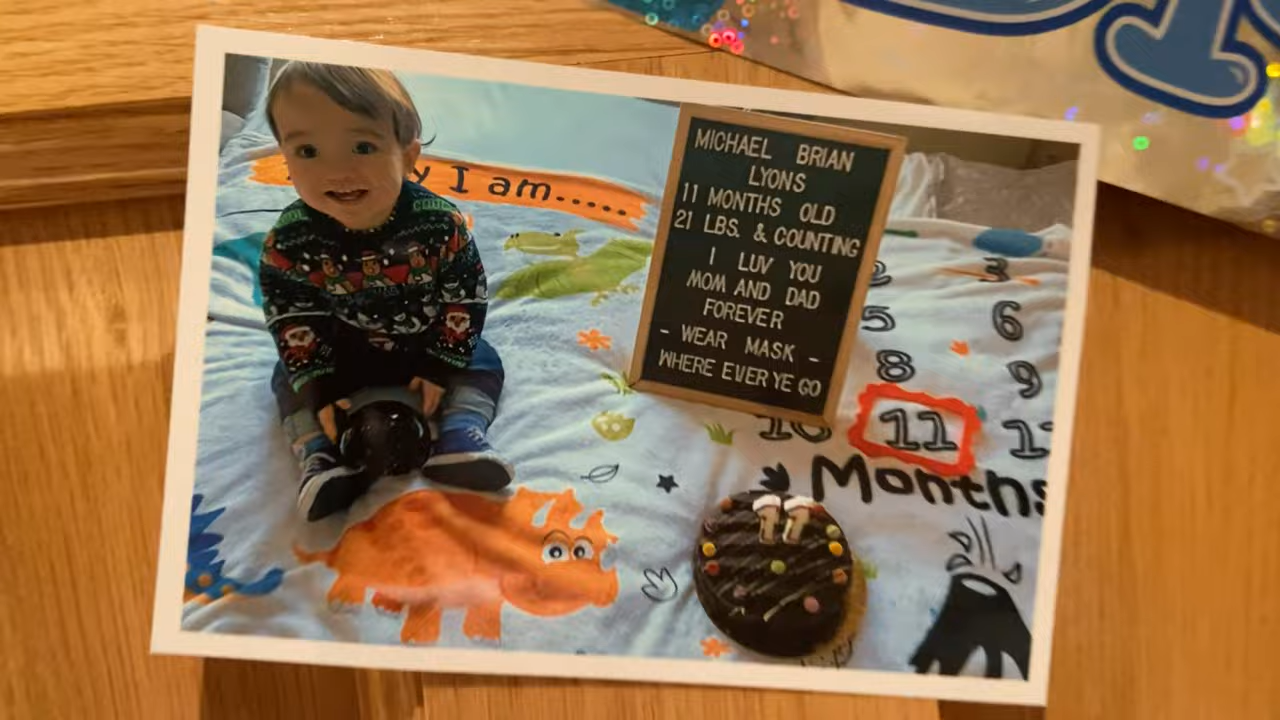 y I am.....
MICHAEL BRIAN
LYONS
11 MONTHS OLD
21 LBS. & COUNTING
I LUV YOU
MOM AND DAD
FOREVER
- WEAR MASK -
WHERE EVER YE GO
2 3
5 6
8 9
10 11
Months
11